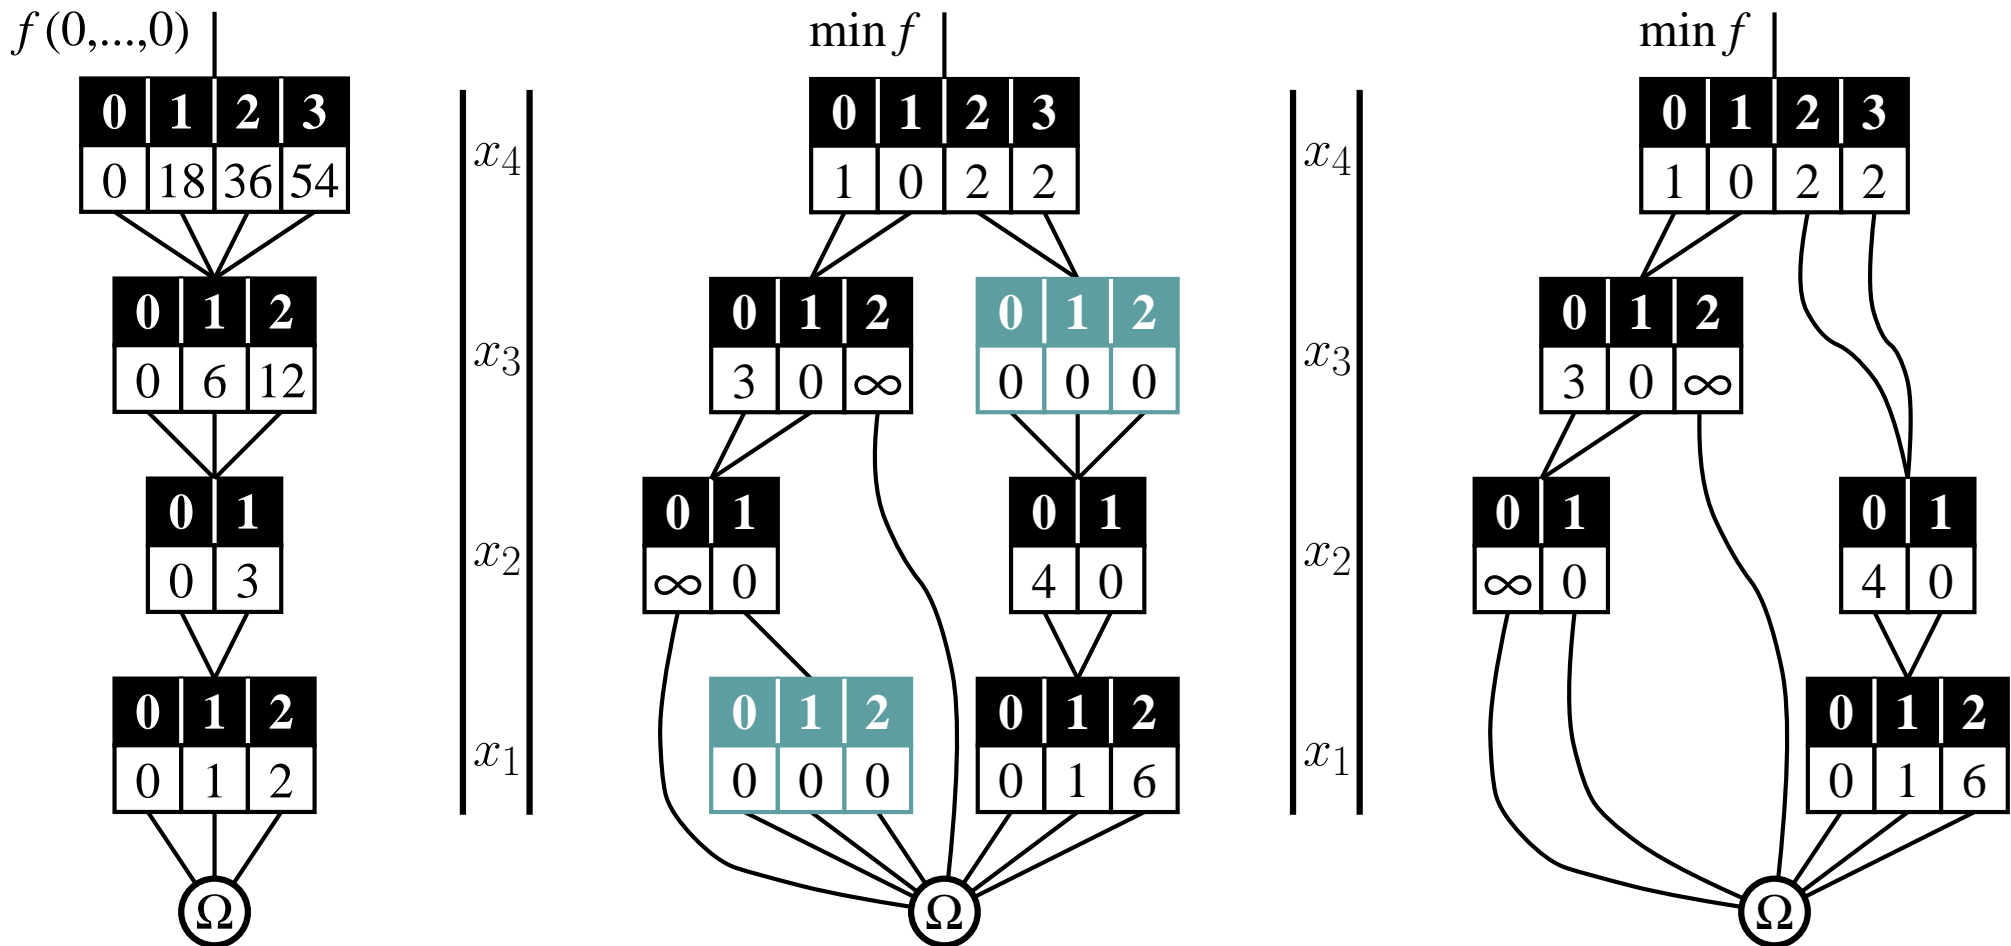 f (0,...,0) min f min f
0 1 2 3 0 1 2 3 0 1 2 3
0 18 36 54 x4 1 0 2 2 x4 1 0 2 2
0 1 2 0 1 2 0 1 2 0 1 2
0 6 12 x3 3 0 ∞ 0 0 0 x3 3 0 ∞
0 1 0 1 0 1 0 1 0 1
0 3 x2 ∞ 0 4 0 x2 ∞ 0 4 0
0 1 2 0 1 2 0 1 2 0 1 2
0 1 2 x1 0 0 0 0 1 6 x1 0 1 6
Ω Ω Ω